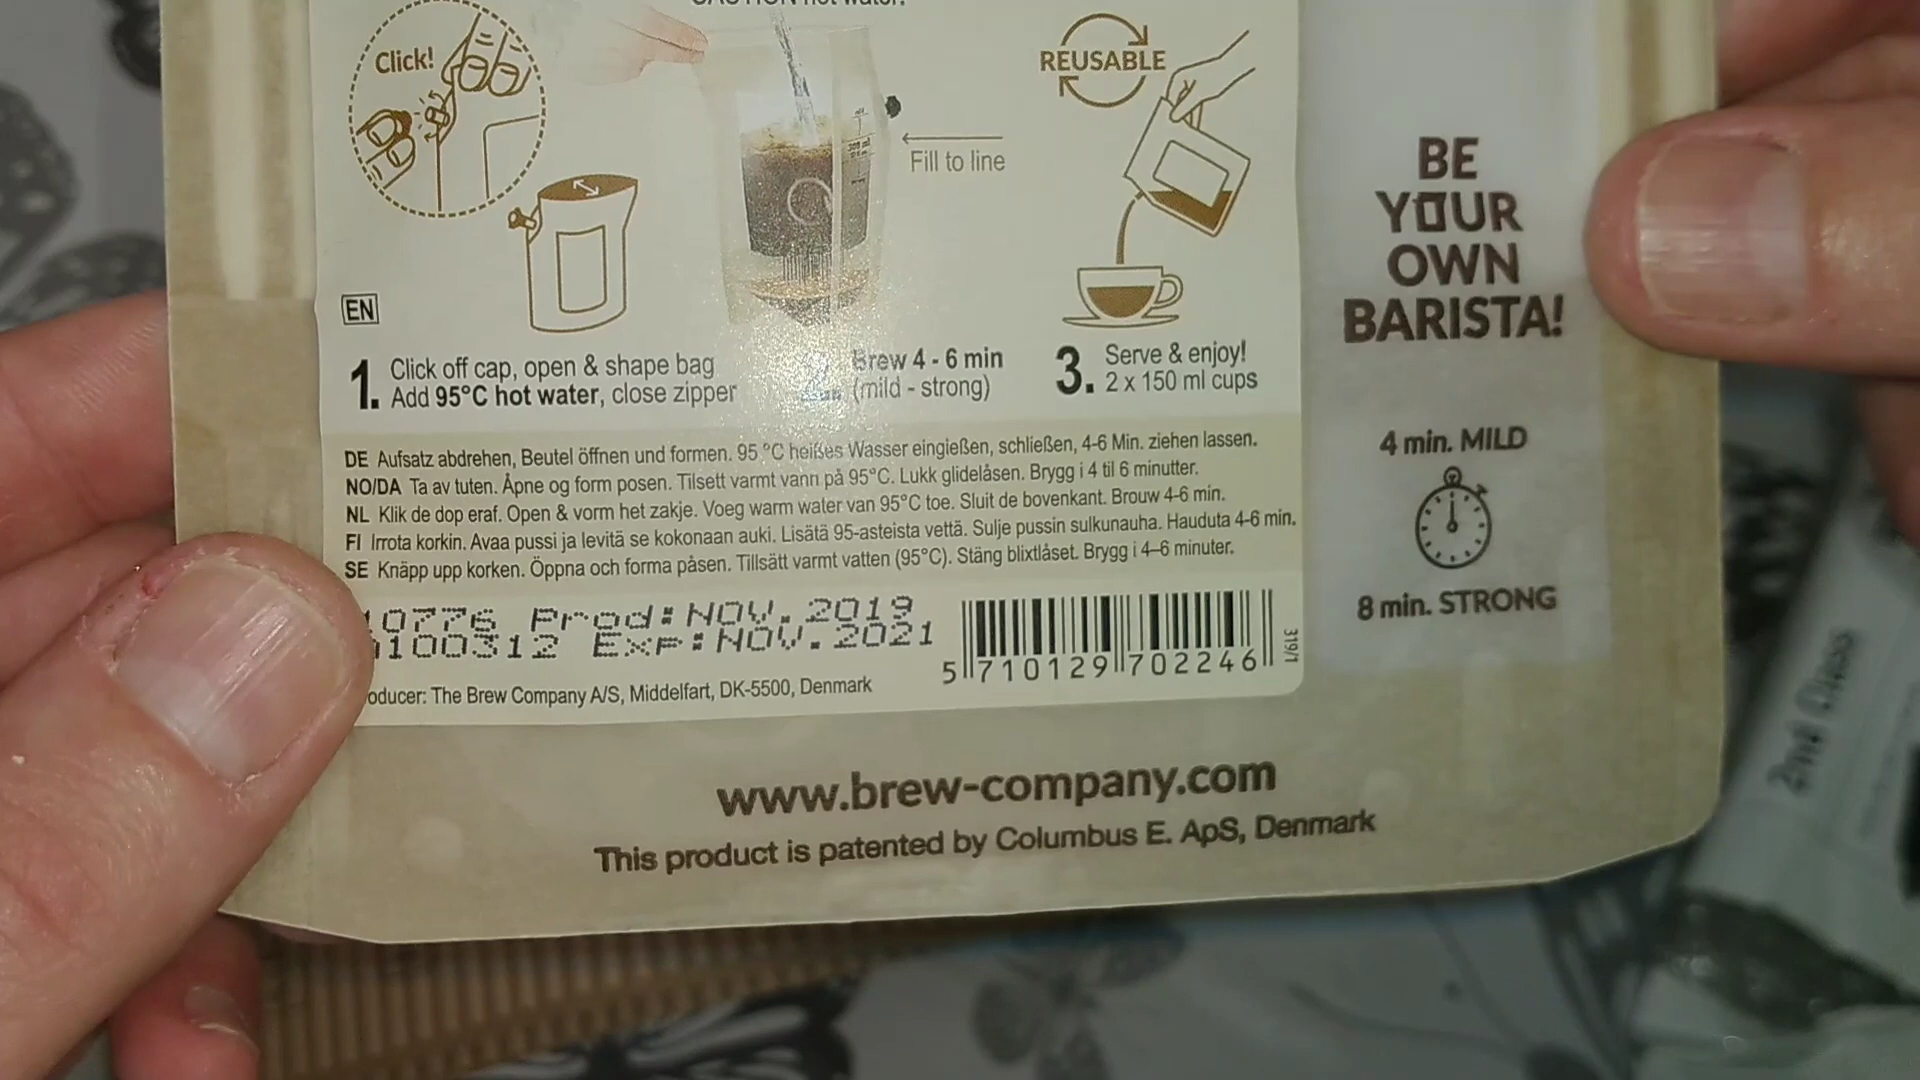 CAUTION hot water!
Click!
REUSABLE
Fill to line
EN
1. Click off cap, open & shape bag
Add 95°C hot water, close zipper
2. Brew 4 - 6 min
(mild - strong)
3. Serve & enjoy!
2 x 150 ml cups
DE Aufsatz abdrehen, Beutel öffnen und formen. 95 °C heißes Wasser eingießen, schließen, 4-6 Min. ziehen lassen.
NO/DA Ta av tuten. Åpne og form posen. Tilsett varmt vann på 95°C. Lukk glidelåsen. Brygg i 4 til 6 minutter.
NL Klik de dop eraf. Open & vorm het zakje. Voeg warm water van 95°C toe. Sluit de bovenkant. Brouw 4-6 min.
FI Irrota korkin. Avaa pussi ja levitä se kokonaan auki. Lisätä 95-asteista vettä. Sulje pussin sulkunauha. Hauduta 4-6 min.
SE Knäpp upp korken. Öppna och forma påsen. Tillsätt varmt vatten (95°C). Stäng blixtlåset. Brygg i 4–6 minuter.
Prod: NOV. 2019
Exp: NOV. 2021
5 710129 702246
319/1
oducer: The Brew Company A/S, Middelfart, DK-5500, Denmark
www.brew-company.com
This product is patented by Columbus E. ApS, Denmark
BE
YOUR
OWN
BARISTA!
4 min. MILD
8 min. STRONG
2nd Class